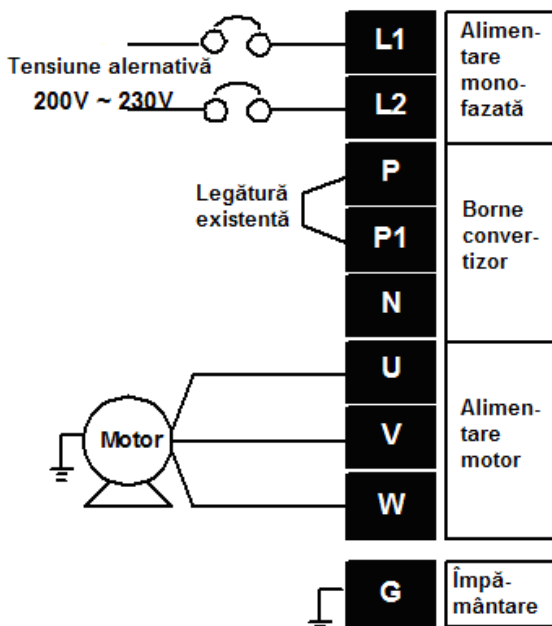 L1
Alimen-
tare
mono-
fazată
Tensiune alernativă
200V ~ 230V
L2
P
Legătură
existentă
P1
Borne
conver-
tizor
N
U
Motor
V
Alimen-
tare
motor
W
G
Împă-
mântare